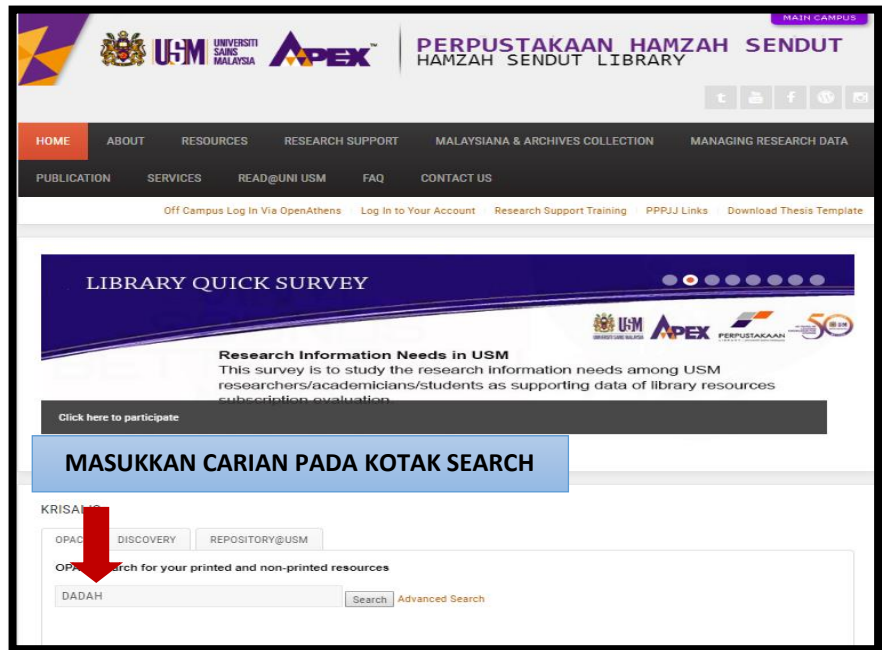 MAIN CAMPUS
USM UNIVERSITI SAINS MALAYSIA
APEX™
PERPUSTAKAAN HAMZAH SENDUT
HAMZAH SENDUT LIBRARY
HOME ABOUT RESOURCES RESEARCH SUPPORT MALAYSIANA & ARCHIVES COLLECTION MANAGING RESEARCH DATA
PUBLICATION SERVICES READ@UNI USM FAQ CONTACT US
Off Campus Log In Via OpenAthens Log In to Your Account Research Support Training PPPJJ Links Download Thesis Template
LIBRARY QUICK SURVEY
USM APEX PERPUSTAKAAN 50
Research Information Needs in USM
This survey is to study the research information needs among USM
researchers/academicians/students as supporting data of library resources
subscription evaluation.
Click here to participate
MASUKKAN CARIAN PADA KOTAK SEARCH
OPAC DISCOVERY REPOSITORY@USM
for your printed and non-printed resources
DADAH Search Advanced Search